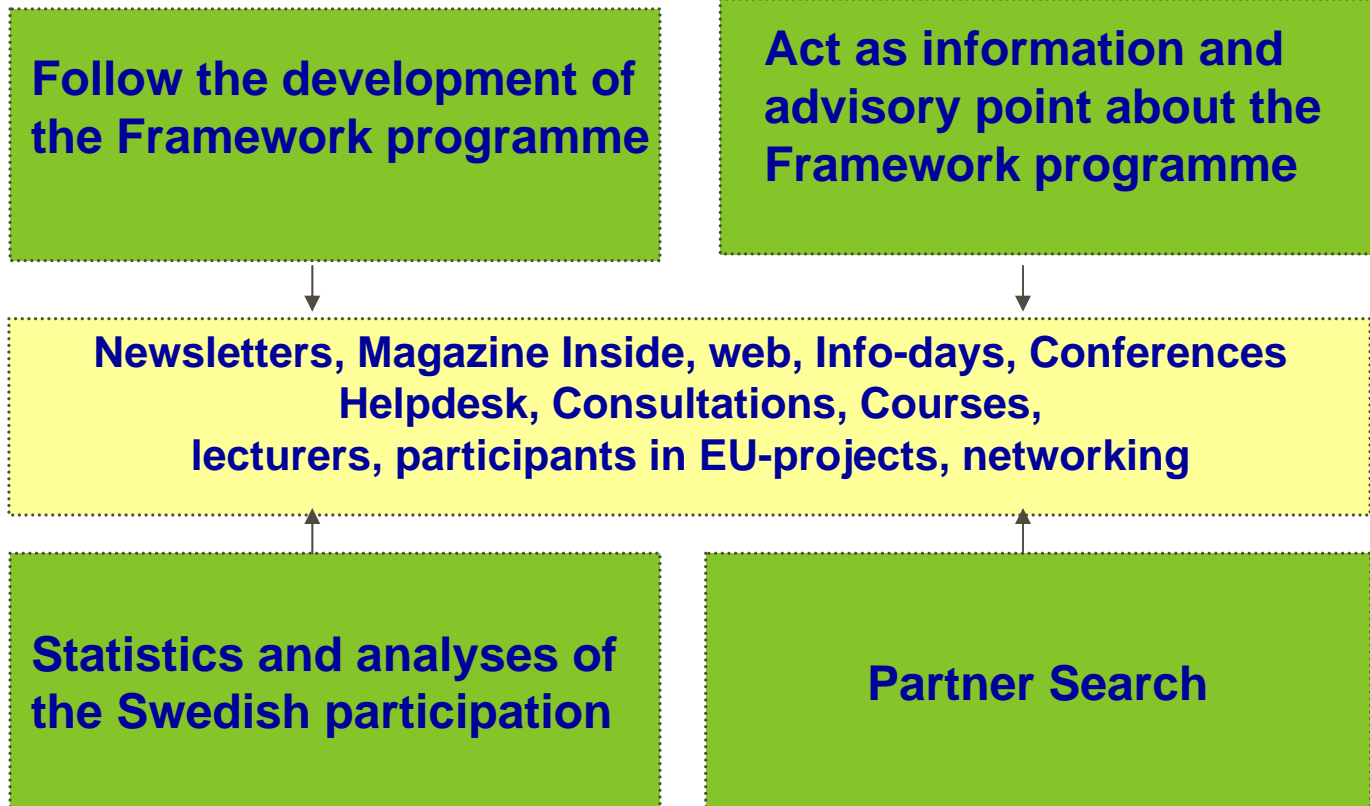 Follow the development of
the Framework programme
Act as information and
advisory point about the
Framework programme
Newsletters, Magazine Inside, web, Info-days, Conferences
Helpdesk, Consultations, Courses,
lecturers, participants in EU-projects, networking
Statistics and analyses of
the Swedish participation
Partner Search